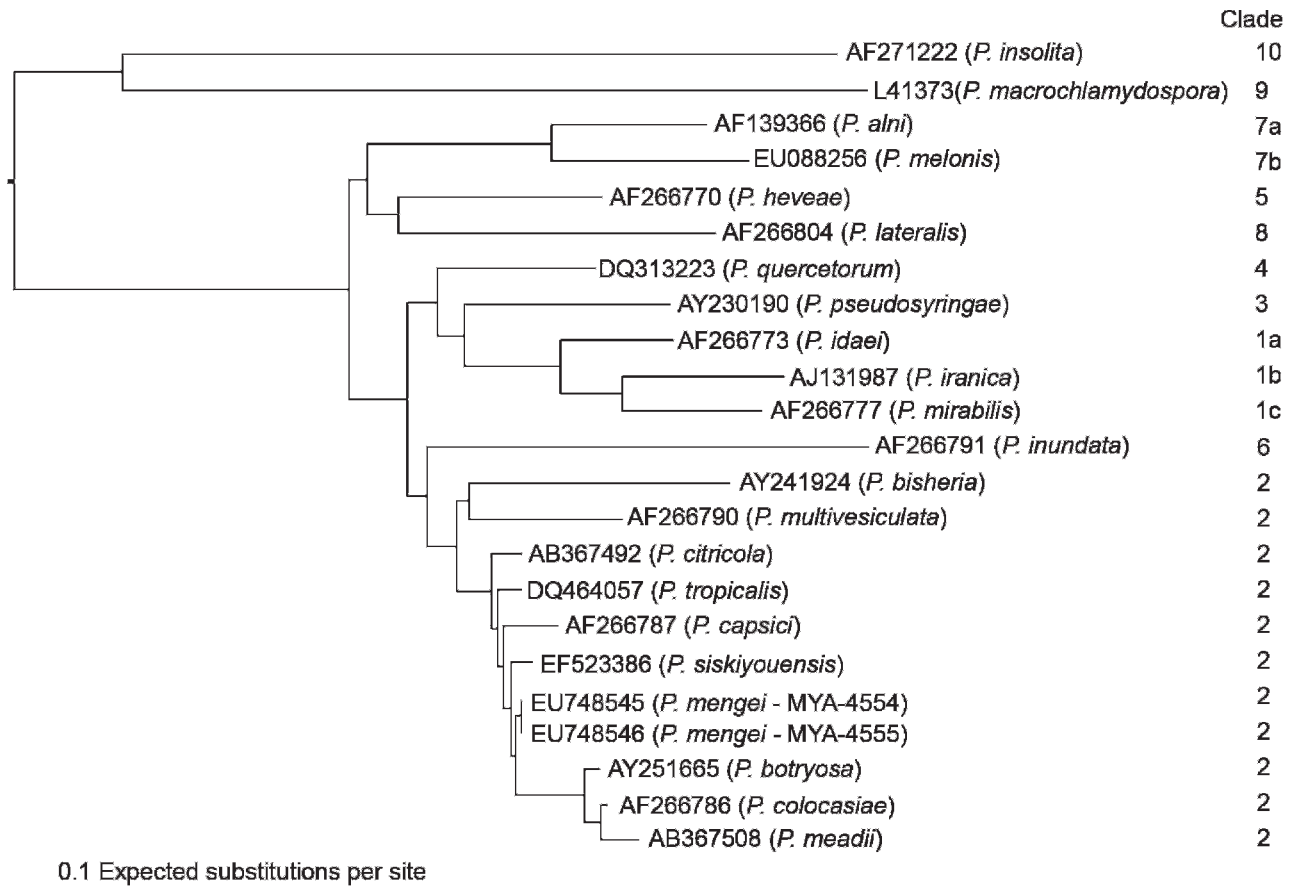 Clade
AF271222 (P. insolita) 10
L41373(P. macrochlamydospora) 9
AF139366 (P. alni) 7a
EU088256 (P. melonis) 7b
AF266770 (P. heveae) 5
AF266804 (P. lateralis) 8
DQ313223 (P. quercetorum) 4
AY230190 (P. pseudosyringae) 3
AF266773 (P. idaei) 1a
AJ131987 (P. iranica) 1b
AF266777 (P. mirabilis) 1c
AF266791 (P. inundata) 6
AY241924 (P. bisheria) 2
AF266790 (P. multivesiculata) 2
AB367492 (P. citricola) 2
DQ464057 (P. tropicalis) 2
AF266787 (P. capsici) 2
EF523386 (P. siskiyouensis) 2
EU748545 (P. mengei - MYA-4554) 2
EU748546 (P. mengei - MYA-4555) 2
AY251665 (P. botryosa) 2
AF266786 (P. colocasiae) 2
AB367508 (P. meadii) 2
0.1 Expected substitutions per site